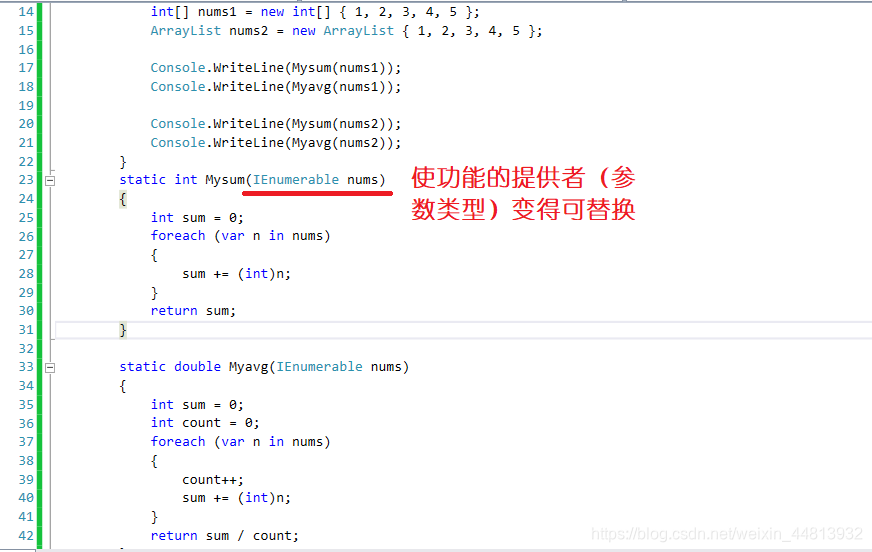 14 int[] nums1 = new int[] { 1, 2, 3, 4, 5 };
15 ArrayList nums2 = new ArrayList { 1, 2, 3, 4, 5 };
16
17 Console.WriteLine(Mysum(nums1));
18 Console.WriteLine(Myavg(nums1));
19
20 Console.WriteLine(Mysum(nums2));
21 Console.WriteLine(Myavg(nums2));
22 }
23 static int Mysum(IEnumerable nums) 使功能的提供者（参
24 {
数类型）变得可替换
25 int sum = 0;
26 foreach (var n in nums)
27 {
28 sum += (int)n;
29 }
30 return sum;
31 }
32
33 static double Myavg(IEnumerable nums)
34 {
35 int sum = 0;
36 int count = 0;
37 foreach (var n in nums)
38 {
39 count++;
40 sum += (int)n;
41 }
42 return sum / count;
https://blog.csdn.net/weixin_44813932